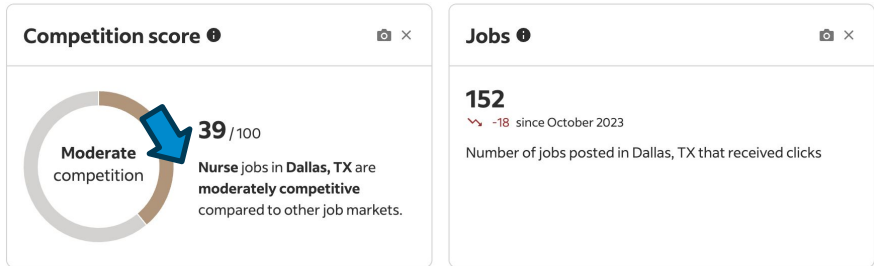 Competition score
Moderate
competition
39 /100
Nurse jobs in Dallas, TX are
moderately competitive
compared to other job markets.
Jobs
152
-18 since October 2023
Number of jobs posted in Dallas, TX that received clicks